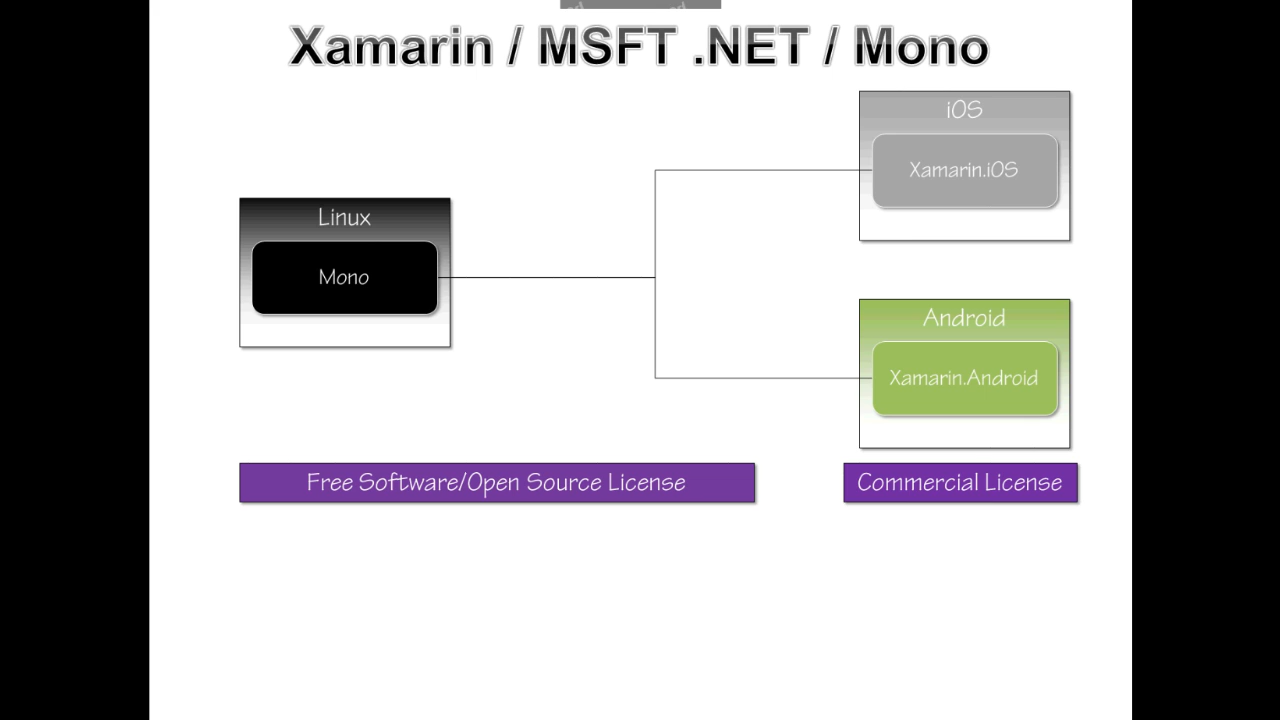 Xamarin / MSFT .NET / Mono
iOS
Xamarin.iOS
Linux
Mono
Android
Xamarin.Android
Free Software/Open Source License
Commercial License